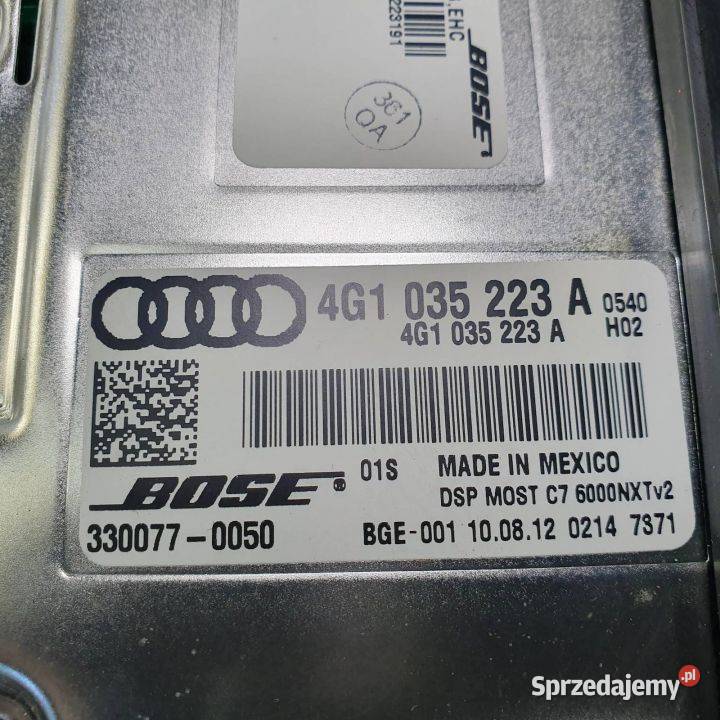 EHC
223191
BOSE
361
QA
4G1 035 223 A 0540
4G1 035 223 A H02
BOSE® 01S MADE IN MEXICO
DSP MOST C7 6000NXTv2
330077-0050 BGE-001 10.08.12 0214 7371
Sprzedajemy.pl